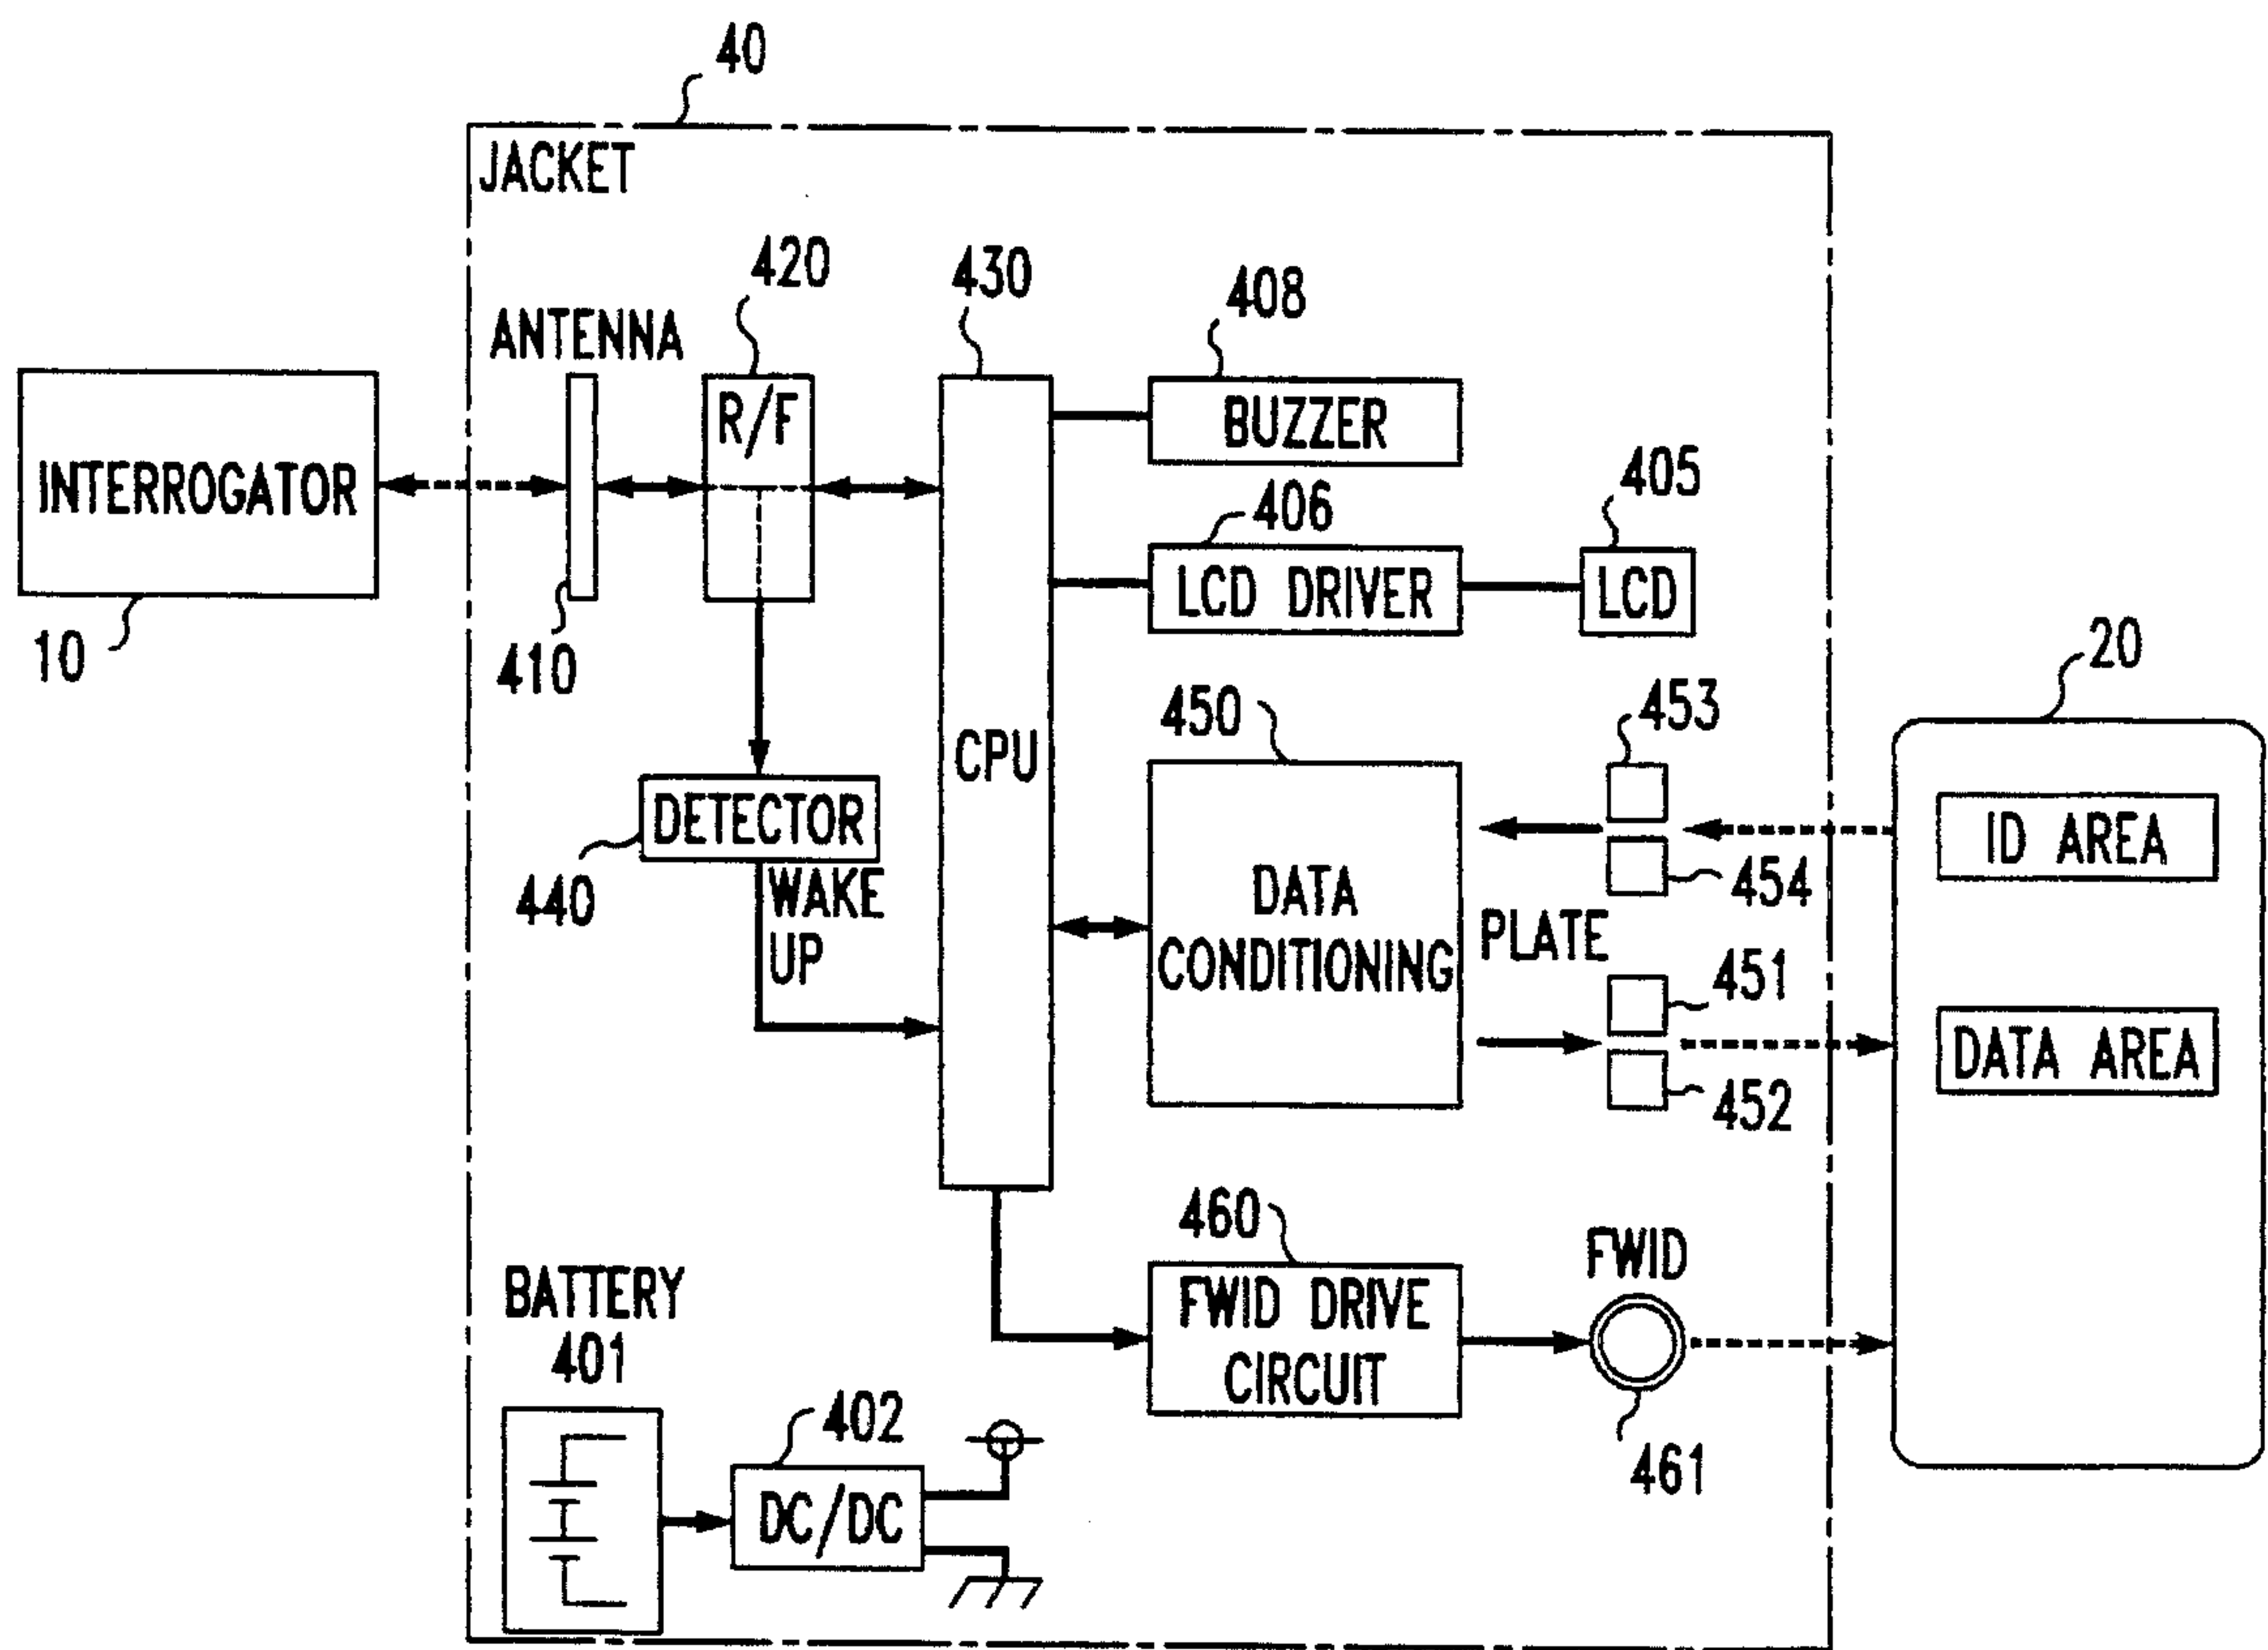 40
JACKET
420
430
408
ANTENNA
R/F
BUZZER
INTERROGATOR
405
406
LCD DRIVER
LCD
10
410
20
450
453
CPU
DETECTOR
ID AREA
440
WAKE
UP
DATA
CONDITIONING
454
PLATE
451
DATA AREA
452
460
FWID
BATTERY
401
FWID DRIVE
CIRCUIT
402
461
DC/DC